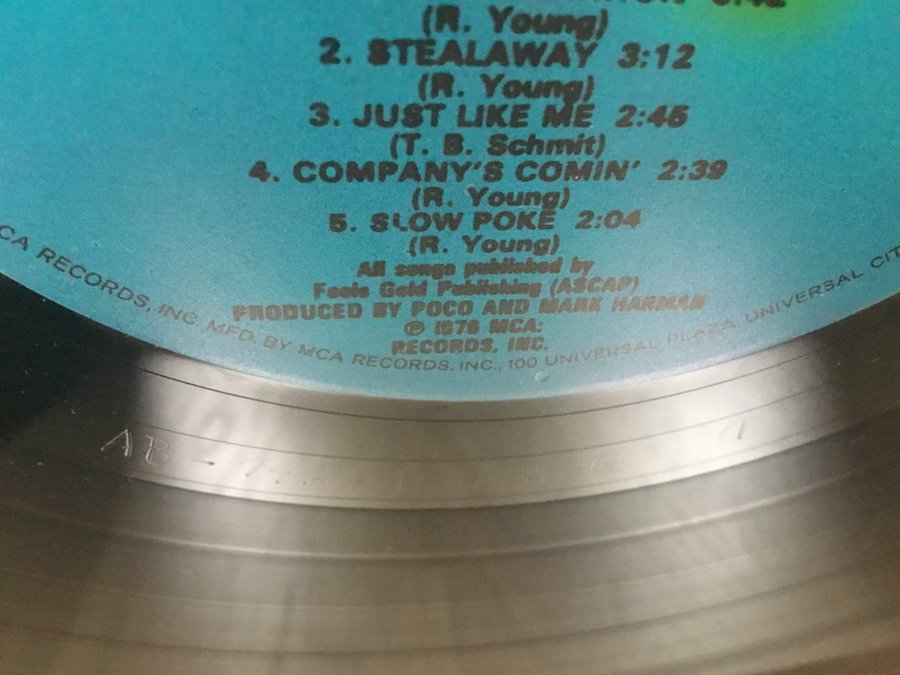 (R. Young)
2. STEALAWAY 3:12
(R. Young)
3. JUST LIKE ME 2:45
(T. B. Schmit)
4. COMPANY'S COMIN' 2:39
(R. Young)
5. SLOW POKE 2:04
(R. Young)
All songs published by
Fools Gold Publishing (ASCAP)
PRODUCED BY POCO AND MARK HARMAN
℗ 1976 MCA
RECORDS, INC.
CA RECORDS, INC. MFD. BY MCA RECORDS, INC., 100 UNIVERSAL PLAZA, UNIVERSAL CIT
AB